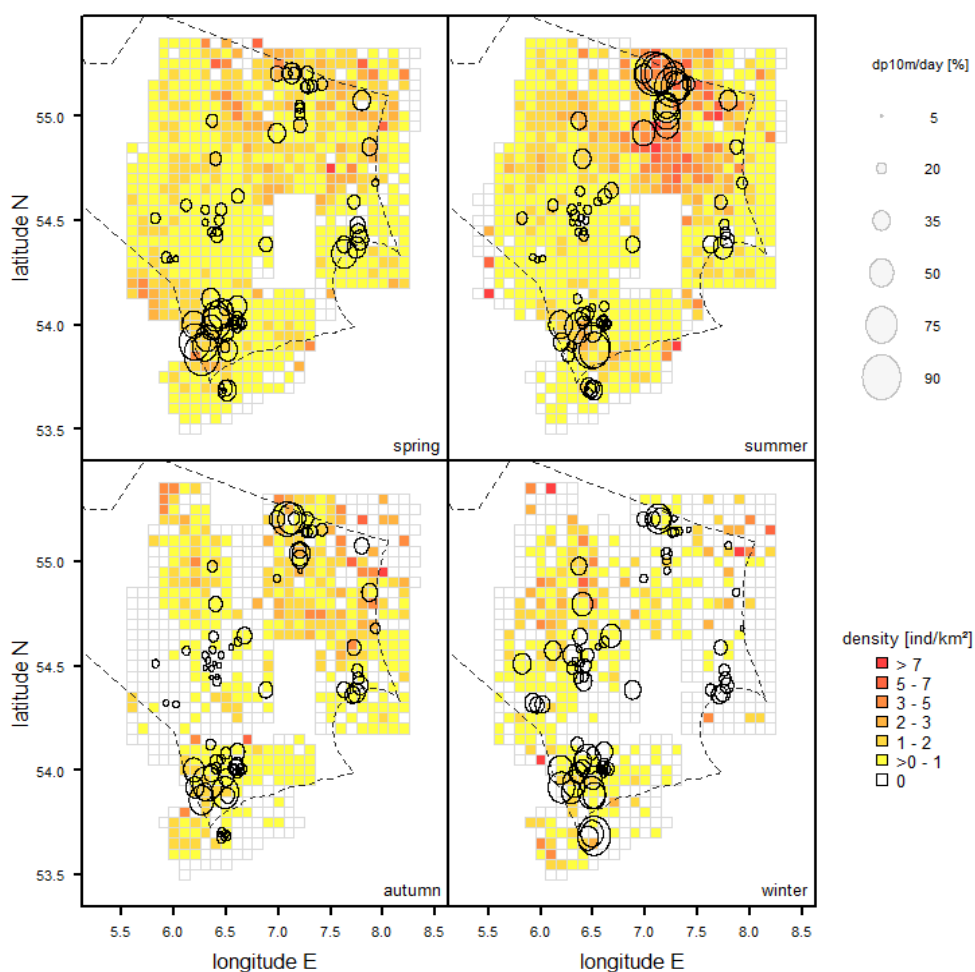 dp10m/day [%]
5
20
35
50
75
90
55.0
54.5
54.0
53.5
latitude N
spring
summer
55.0
54.5
54.0
53.5
latitude N
autumn
winter
density [ind/km²]
> 7
5 - 7
3 - 5
2 - 3
1 - 2
>0 - 1
0
5.5 6.0 6.5 7.0 7.5 8.0 8.5
5.5 6.0 6.5 7.0 7.5 8.0 8.5
longitude E
longitude E